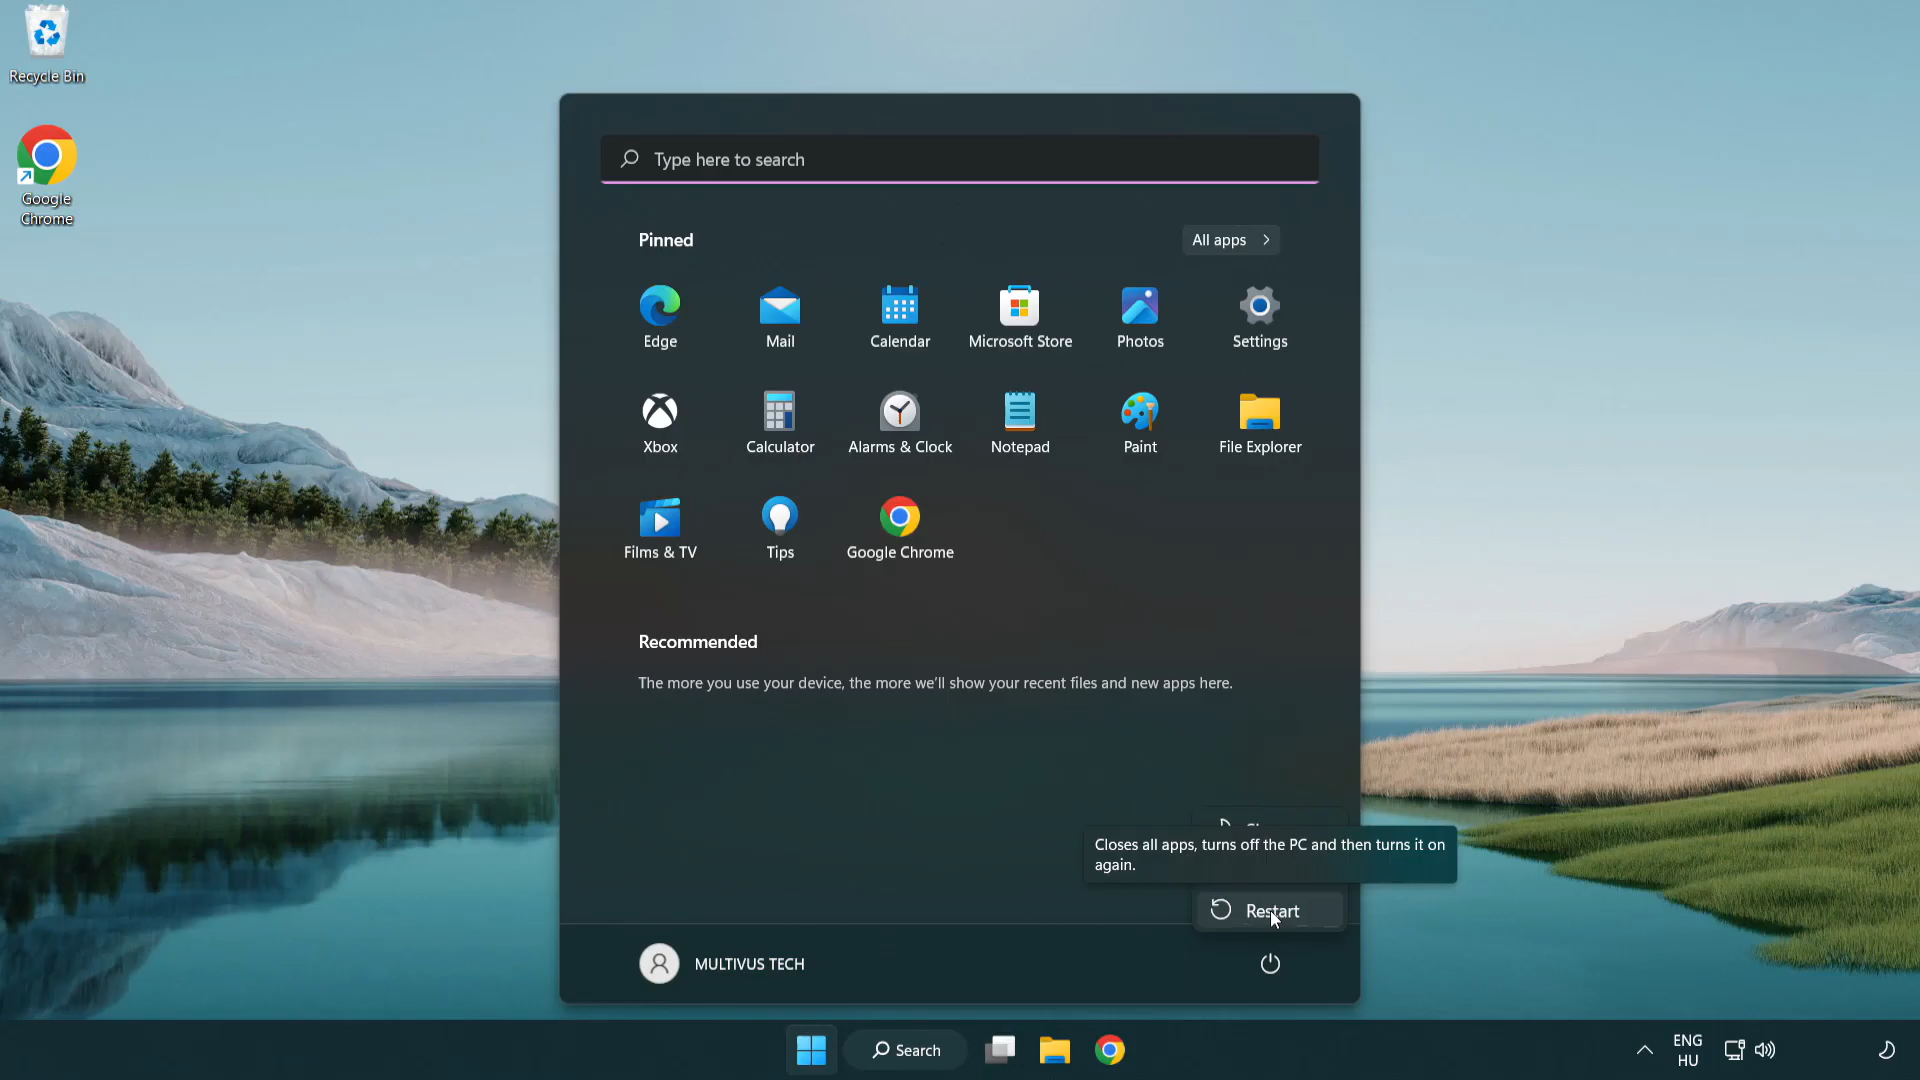 Recycle Bin
Google
Chrome
Type here to search
Pinned
All apps
Edge
Mail
Calendar
Microsoft Store
Photos
Settings
Xbox
Calculator
Alarms & Clock
Notepad
Paint
File Explorer
Films & TV
Tips
Google Chrome
Recommended
The more you use your device, the more we'll show your recent files and new apps here.
Closes all apps, turns off the PC and then turns it on
again.
Restart
MULTIVUS TECH
Search
ENG
HU